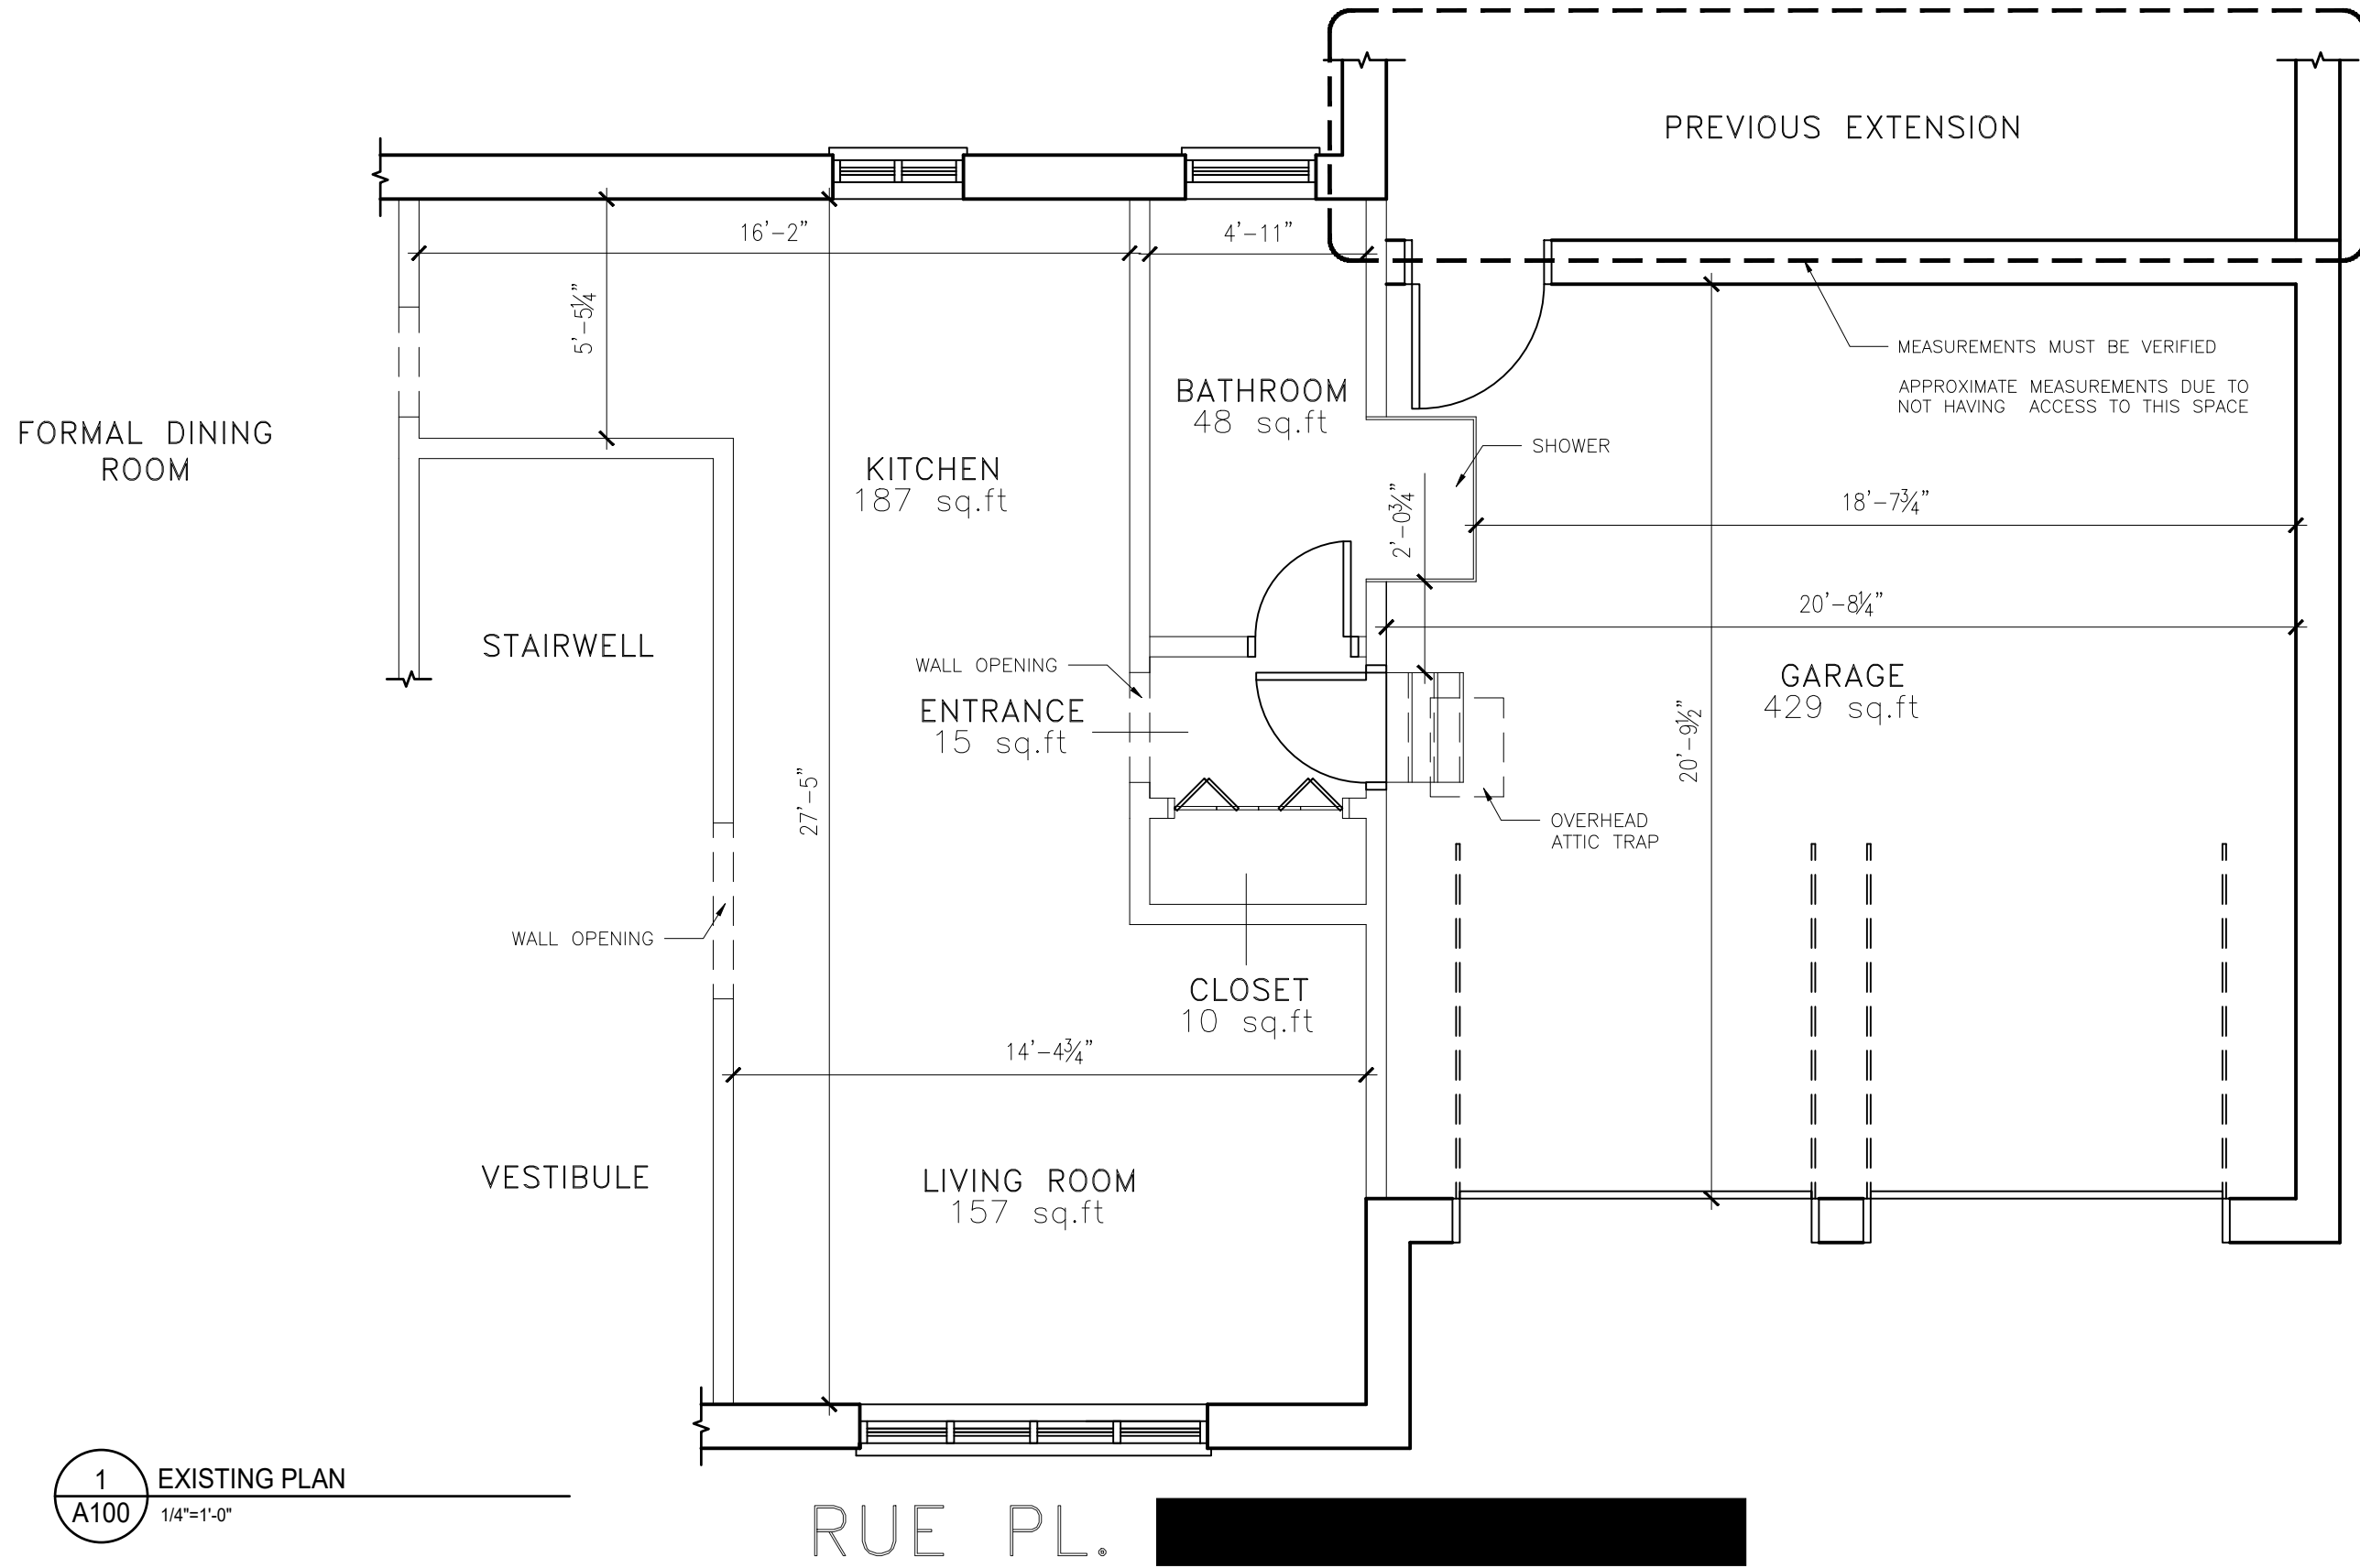 PREVIOUS EXTENSION
16'-2"
4'-11"
5'-5¼"
MEASUREMENTS MUST BE VERIFIED
APPROXIMATE MEASUREMENTS DUE TO
NOT HAVING ACCESS TO THIS SPACE
BATHROOM
48 sq.ft
FORMAL DINING
ROOM
SHOWER
KITCHEN
187 sq.ft
18'-7¾"
2'-0¾"
20'-8¼"
STAIRWELL
WALL OPENING
GARAGE
429 sq.ft
ENTRANCE
15 sq.ft
20'-9½"
27'-5"
OVERHEAD
ATTIC TRAP
WALL OPENING
CLOSET
10 sq.ft
14'-4¾"
VESTIBULE
LIVING ROOM
157 sq.ft
1
A100
EXISTING PLAN
1/4"=1'-0"
RUE PL.